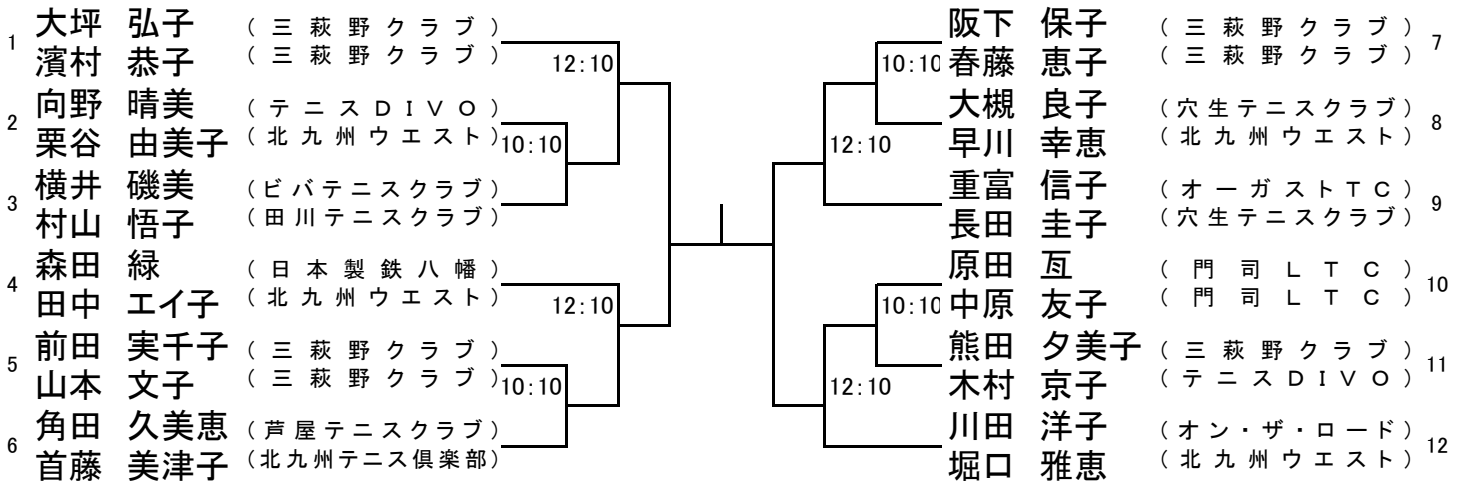 1
大坪 弘子 (三萩野クラブ)
濱村 恭子 (三萩野クラブ)
12:10
2
向野 晴美 (テニスDIVO)
栗谷 由美子 (北九州ウエスト)
10:10
3
横井 磯美 (ビバテニスクラブ)
村山 悟子 (田川テニスクラブ)
4
森田 緑 (日本製鉄八幡)
田中 エイ子 (北九州ウエスト)
12:10
5
前田 実千子 (三萩野クラブ)
山本 文子 (三萩野クラブ)
10:10
6
角田 久美恵 (芦屋テニスクラブ)
首藤 美津子 (北九州テニス倶楽部)
阪下 保子 (三萩野クラブ)
10:10 春藤 恵子 (三萩野クラブ)
7
大槻 良子 (穴生テニスクラブ)
早川 幸恵 (北九州ウエスト)
8
12:10
重富 信子 (オーガストTC)
長田 圭子 (穴生テニスクラブ)
9
原田 亙 (門司LTC)
10:10 中原 友子 (門司LTC)
10
熊田 夕美子 (三萩野クラブ)
木村 京子 (テニスDIVO)
11
12:10
川田 洋子 (オン・ザ・ロード)
堀口 雅恵 (北九州ウエスト)
12